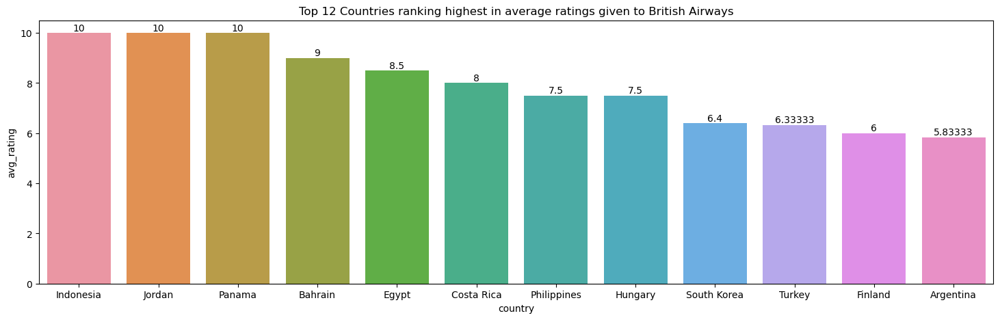 Top 12 Countries ranking highest in average ratings given to British Airways
avg_rating
10
8
6
4
2
0
10
10
10
9
8.5
8
7.5
7.5
6.4
6.33333
6
5.83333
Indonesia
Jordan
Panama
Bahrain
Egypt
Costa Rica
Philippines
Hungary
South Korea
Turkey
Finland
Argentina
country